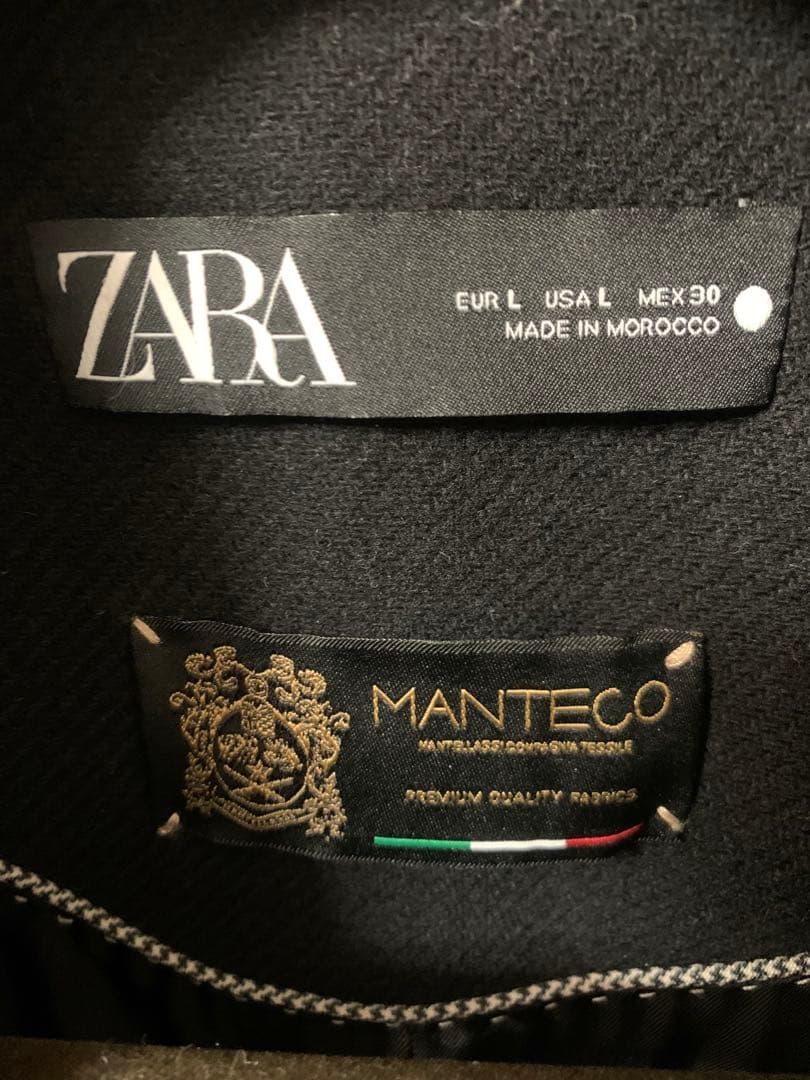 ZARA
EUR L USA L MEX 30
MADE IN MOROCCO
MANTECO
MANTELLASSI COMPAGNIA TESSILE
PREMIUM QUALITY FABRICS